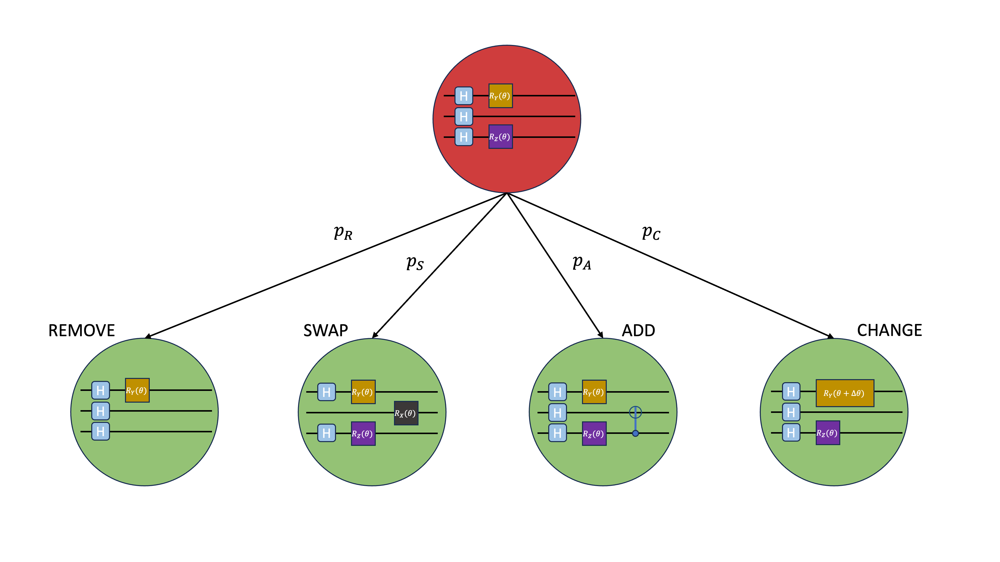 H R_Y(θ)
H
H R_Z(θ)
p_R
p_C
p_S
p_A
REMOVE
SWAP
ADD
CHANGE
H R_Y(θ)
H
H
H R_Y(θ)
R_X(θ)
H R_Z(θ)
H R_Y(θ)
H
H R_Z(θ)
H R_Y(θ + Δθ)
H
H R_Z(θ)